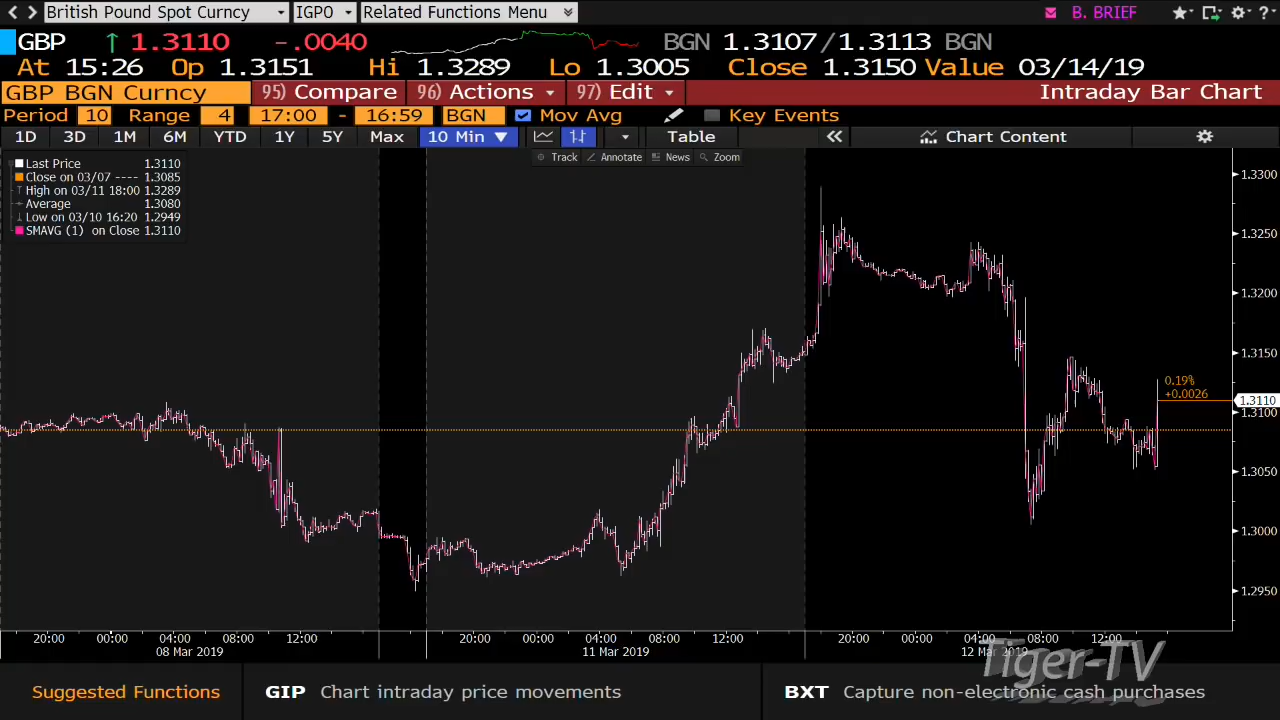 British Pound Spot Curncy IGPO Related Functions Menu B. BRIEF
GBP ↑ 1.3110 -.0040 BGN 1.3107/1.3113 BGN
At 15:26 Op 1.3151 Hi 1.3289 Lo 1.3005 Close 1.3150 Value 03/14/19
GBP BGN Curncy 95) Compare 96) Actions 97) Edit Intraday Bar Chart
Period 10 Range 4 17:00 - 16:59 BGN Mov Avg Key Events
1D 3D 1M 6M YTD 1Y 5Y Max 10 Min ▼ Table « Chart Content
Track Annotate News Zoom
Last Price 1.3110
Close on 03/07 ---- 1.3085
High on 03/11 18:00 1.3289
Average 1.3080
Low on 03/10 16:20 1.2949
SMAVG (1) on Close 1.3110
1.3300
1.3250
1.3200
1.3150
0.19%
+0.0026
1.3110
1.3100
1.3050
1.3000
1.2950
20:00 00:00 04:00 08:00 12:00 20:00 00:00 04:00 08:00 12:00 20:00 00:00 04:00 08:00 12:00
08 Mar 2019 11 Mar 2019 12 Mar 2019
Tiger-TV
Suggested Functions GIP Chart intraday price movements BXT Capture non-electronic cash purchases